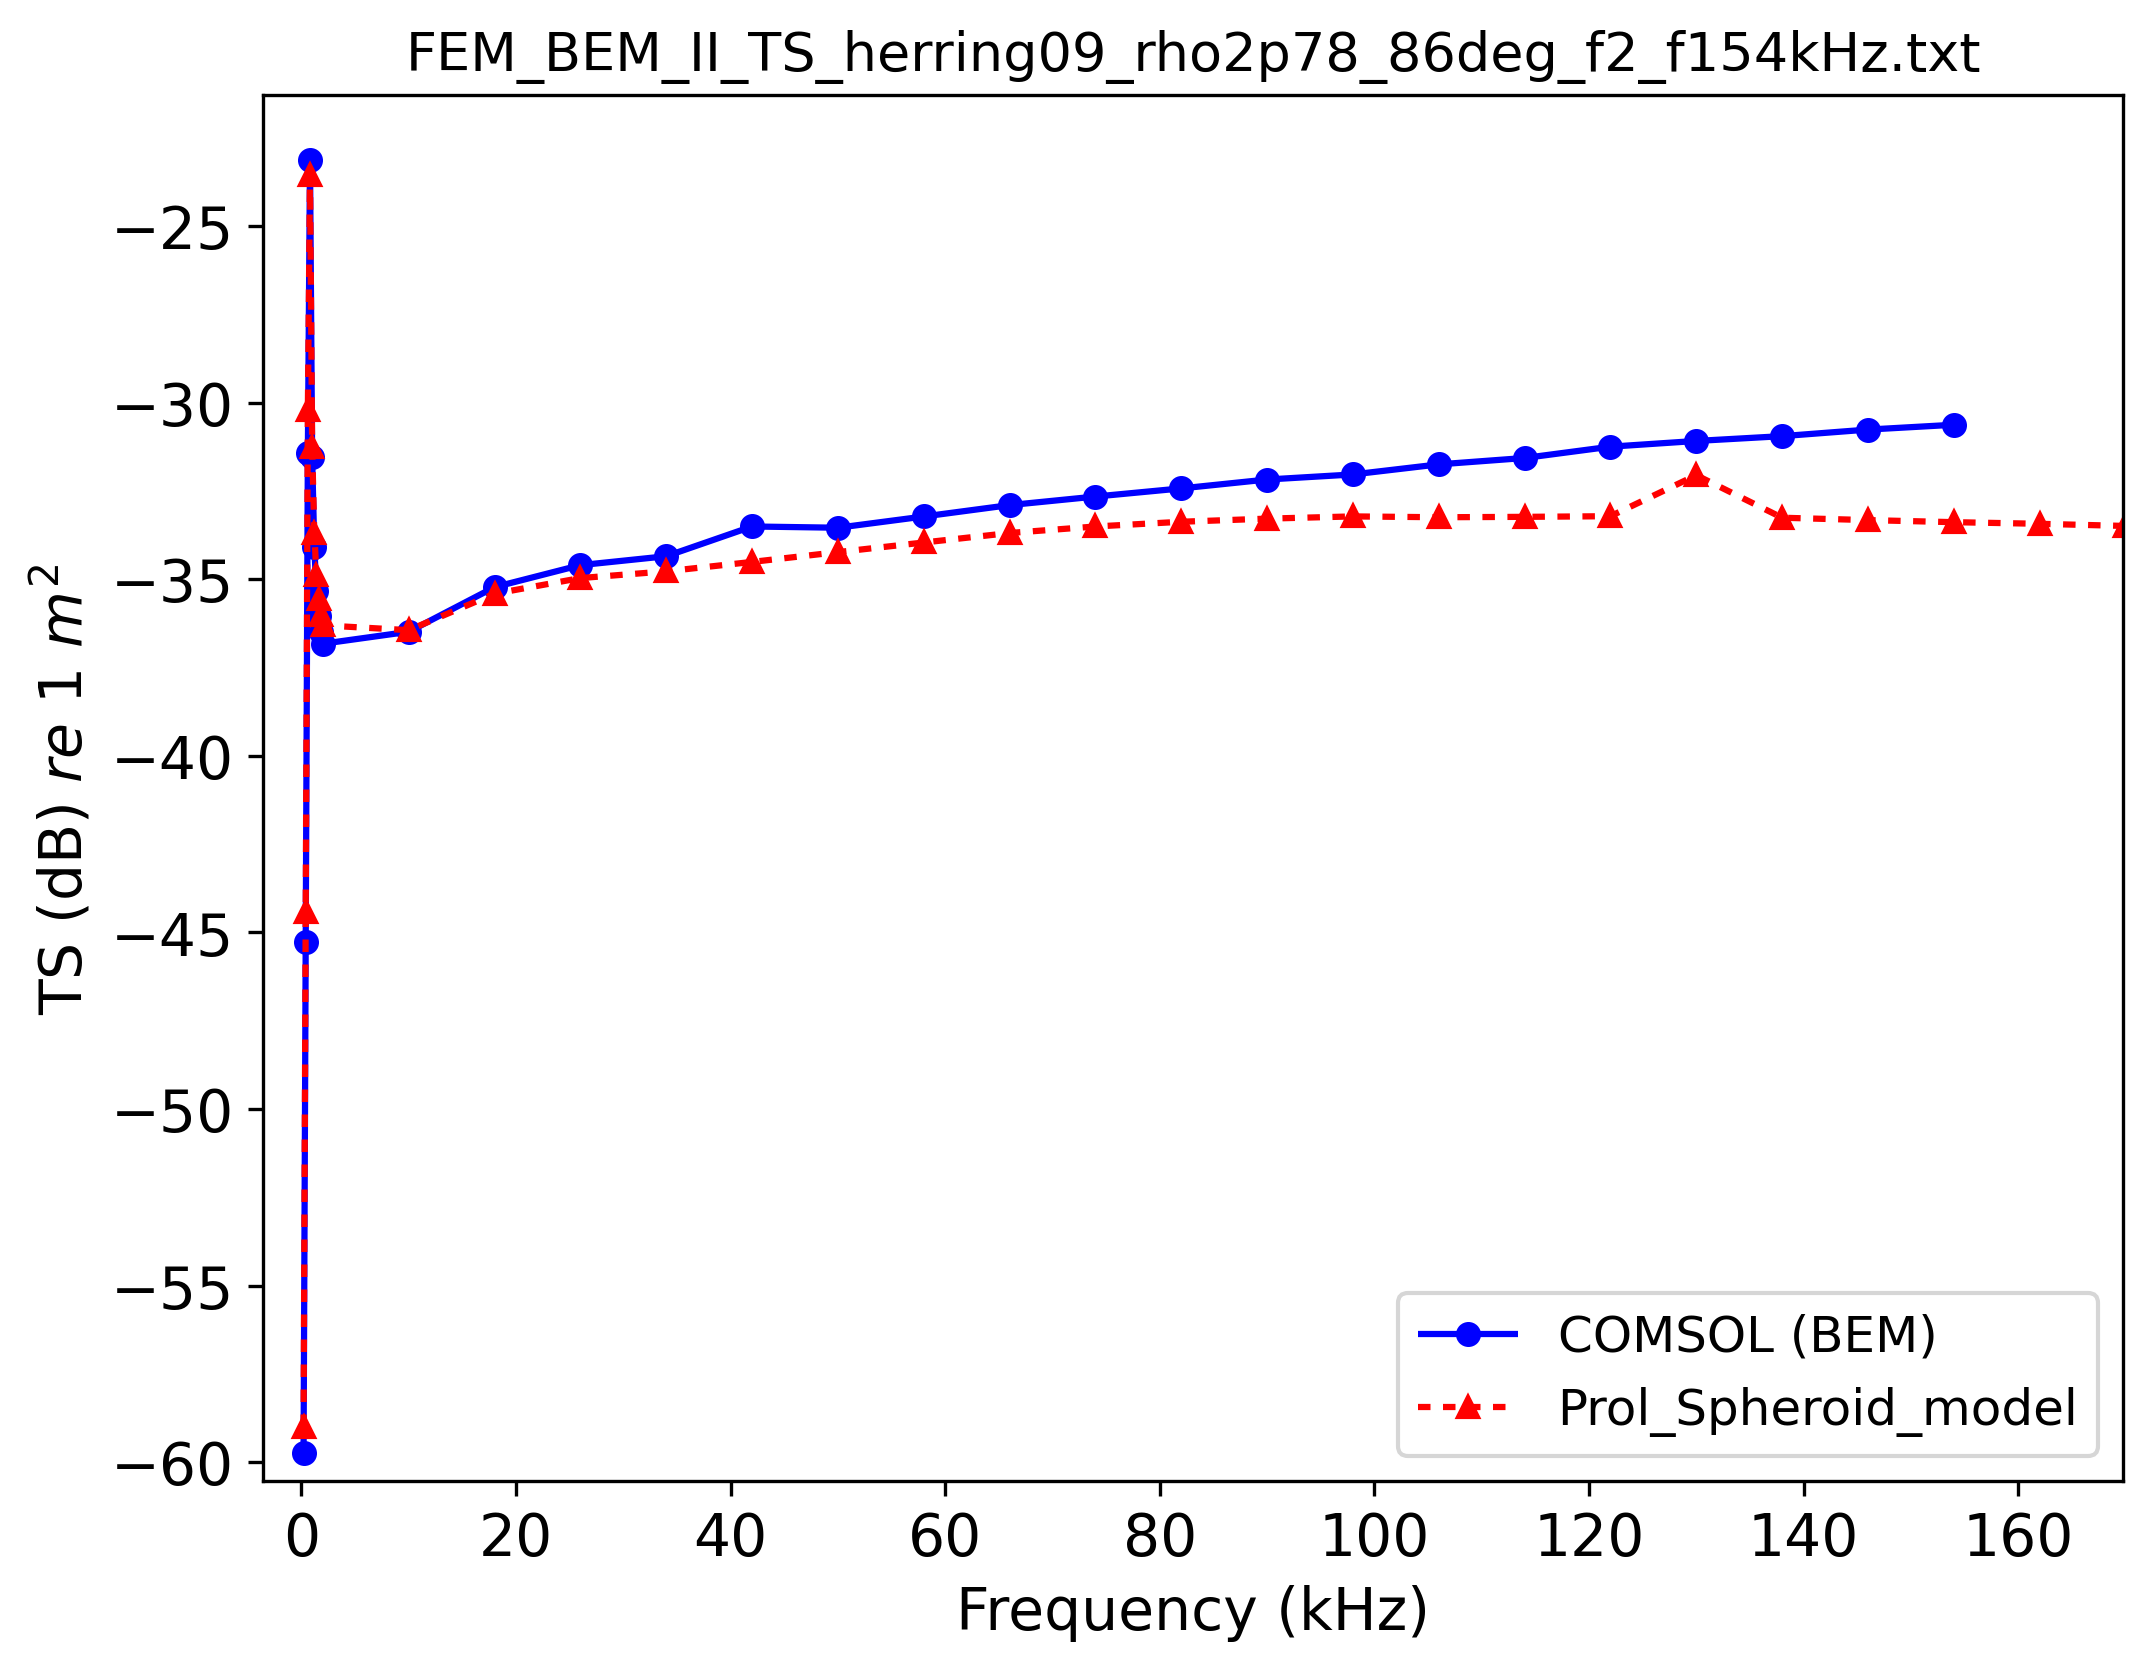 FEM_BEM_II_TS_herring09_rho2p78_86deg_f2_f154kHz.txt
TS (dB) re 1 m²
−25
−30
−35
−40
−45
−50
−55
−60
COMSOL (BEM)
Prol_Spheroid_model
0 20 40 60 80 100 120 140 160
Frequency (kHz)